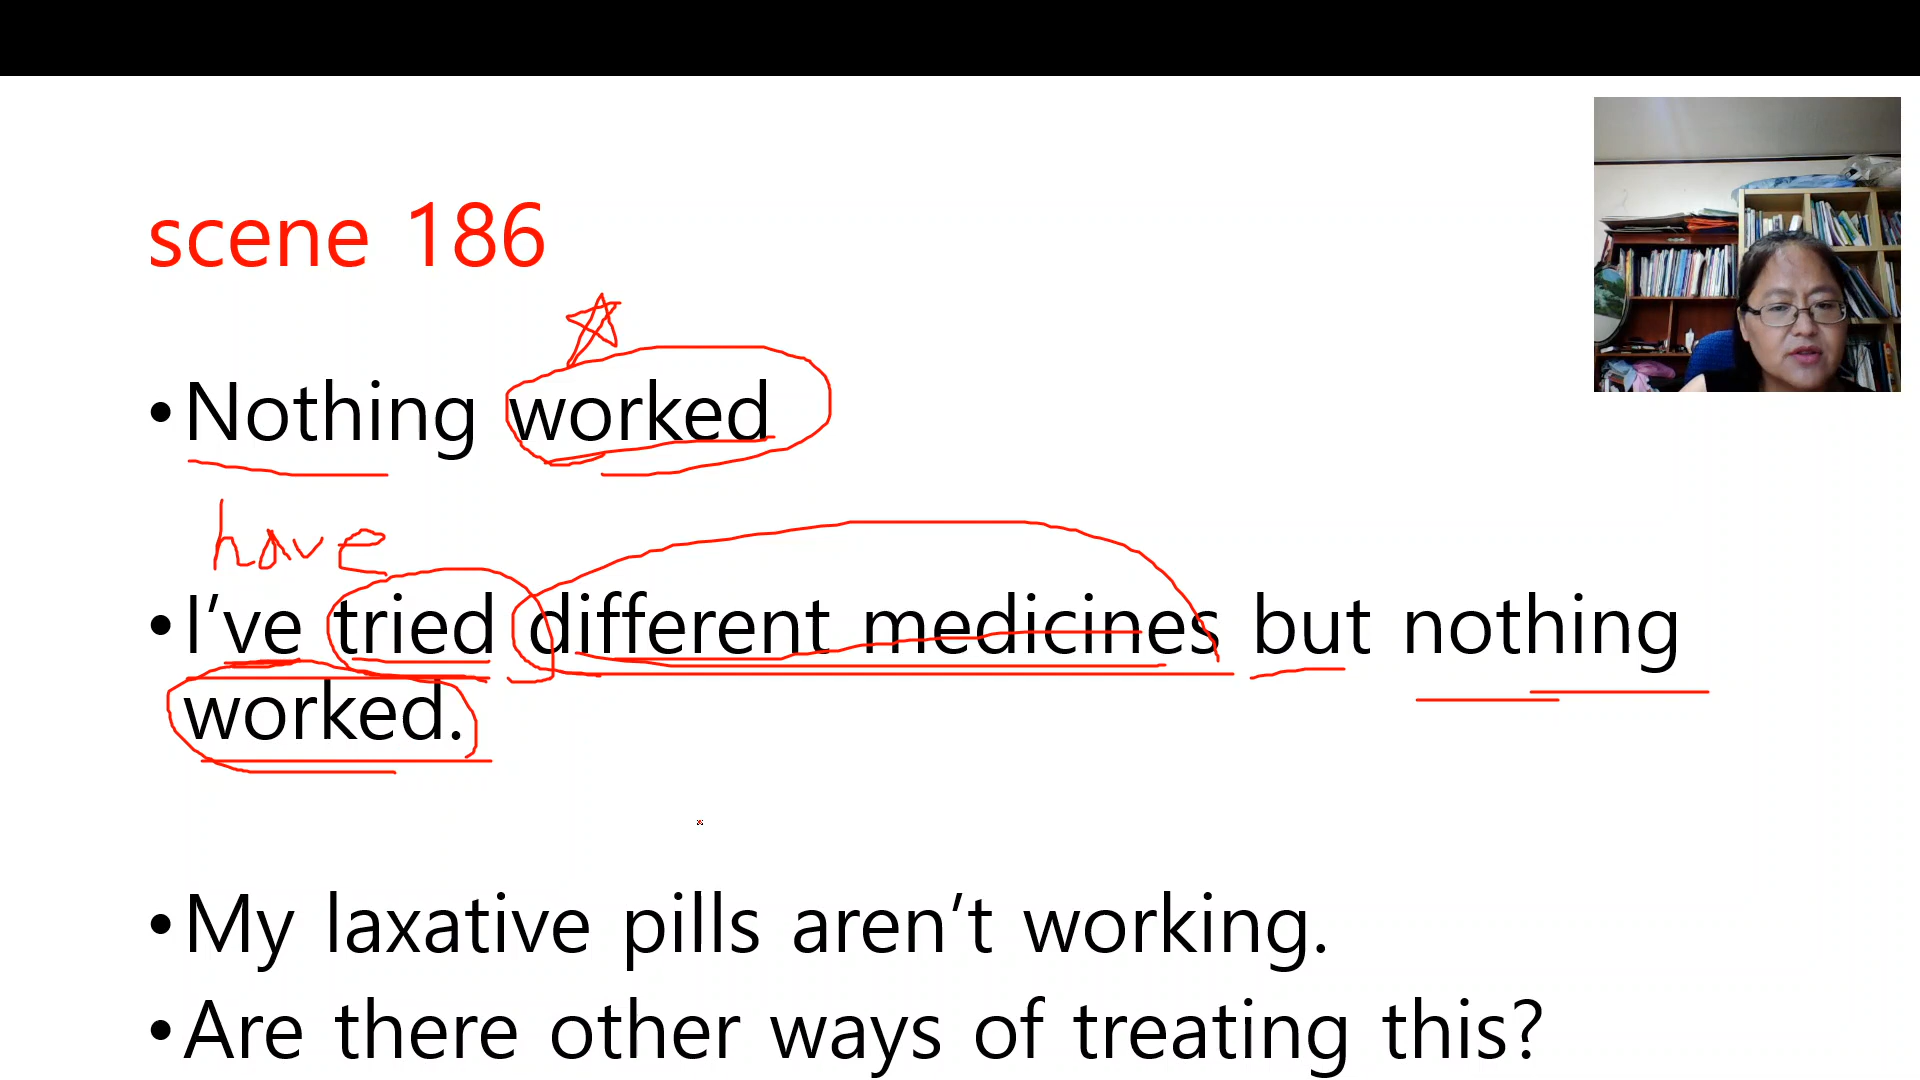 scene 186
•Nothing worked
have
•I’ve tried different medicines but nothing
worked.
•My laxative pills aren’t working.
•Are there other ways of treating this?